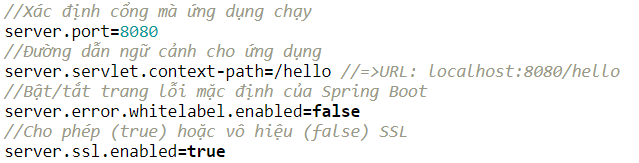 //Xác định cổng mà ứng dụng chạy
server.port=8080
//Đường dẫn ngữ cảnh cho ứng dụng
server.servlet.context-path=/hello //=>URL: localhost:8080/hello
//Bật/tắt trang lỗi mặc định của Spring Boot
server.error.whitelabel.enabled=false
//Cho phép (true) hoặc vô hiệu (false) SSL
server.ssl.enabled=true